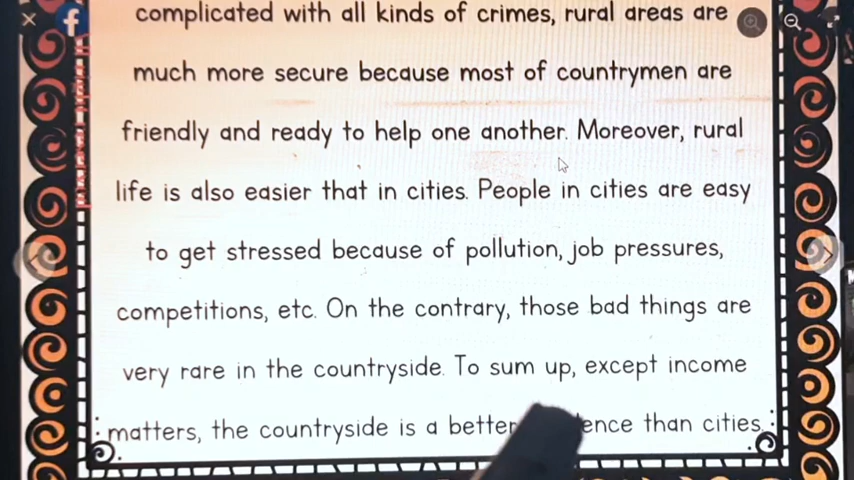 complicated with all kinds of crimes, rural areas are
much more secure because most of countrymen are
friendly and ready to help one another. Moreover, rural
life is also easier that in cities. People in cities are easy
to get stressed because of pollution, job pressures,
competitions, etc. On the contrary, those bad things are
very rare in the countryside. To sum up, except income
matters, the countryside is a better than cities.